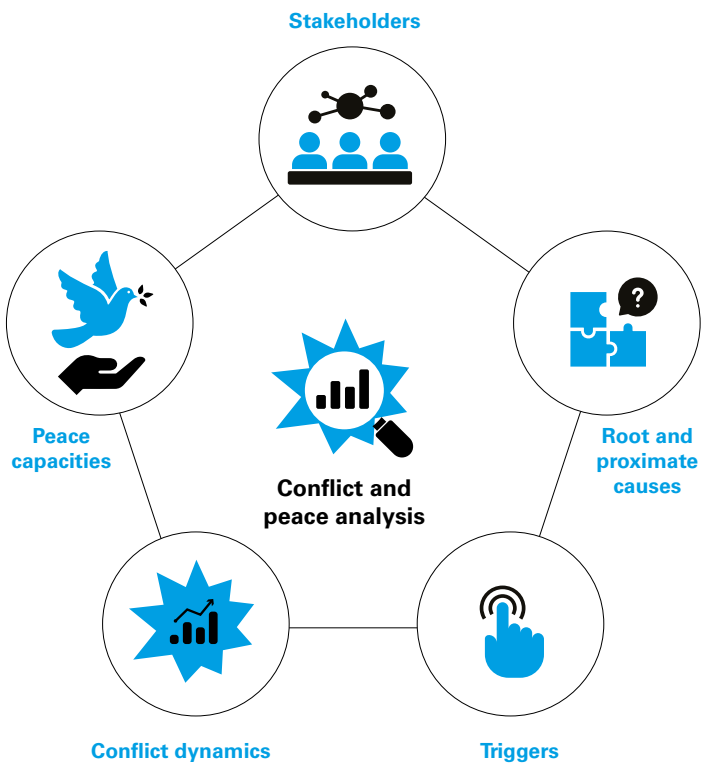 Stakeholders
Peace
capacities
Root and
proximate
causes
?
Conflict and
peace analysis
Conflict dynamics
Triggers